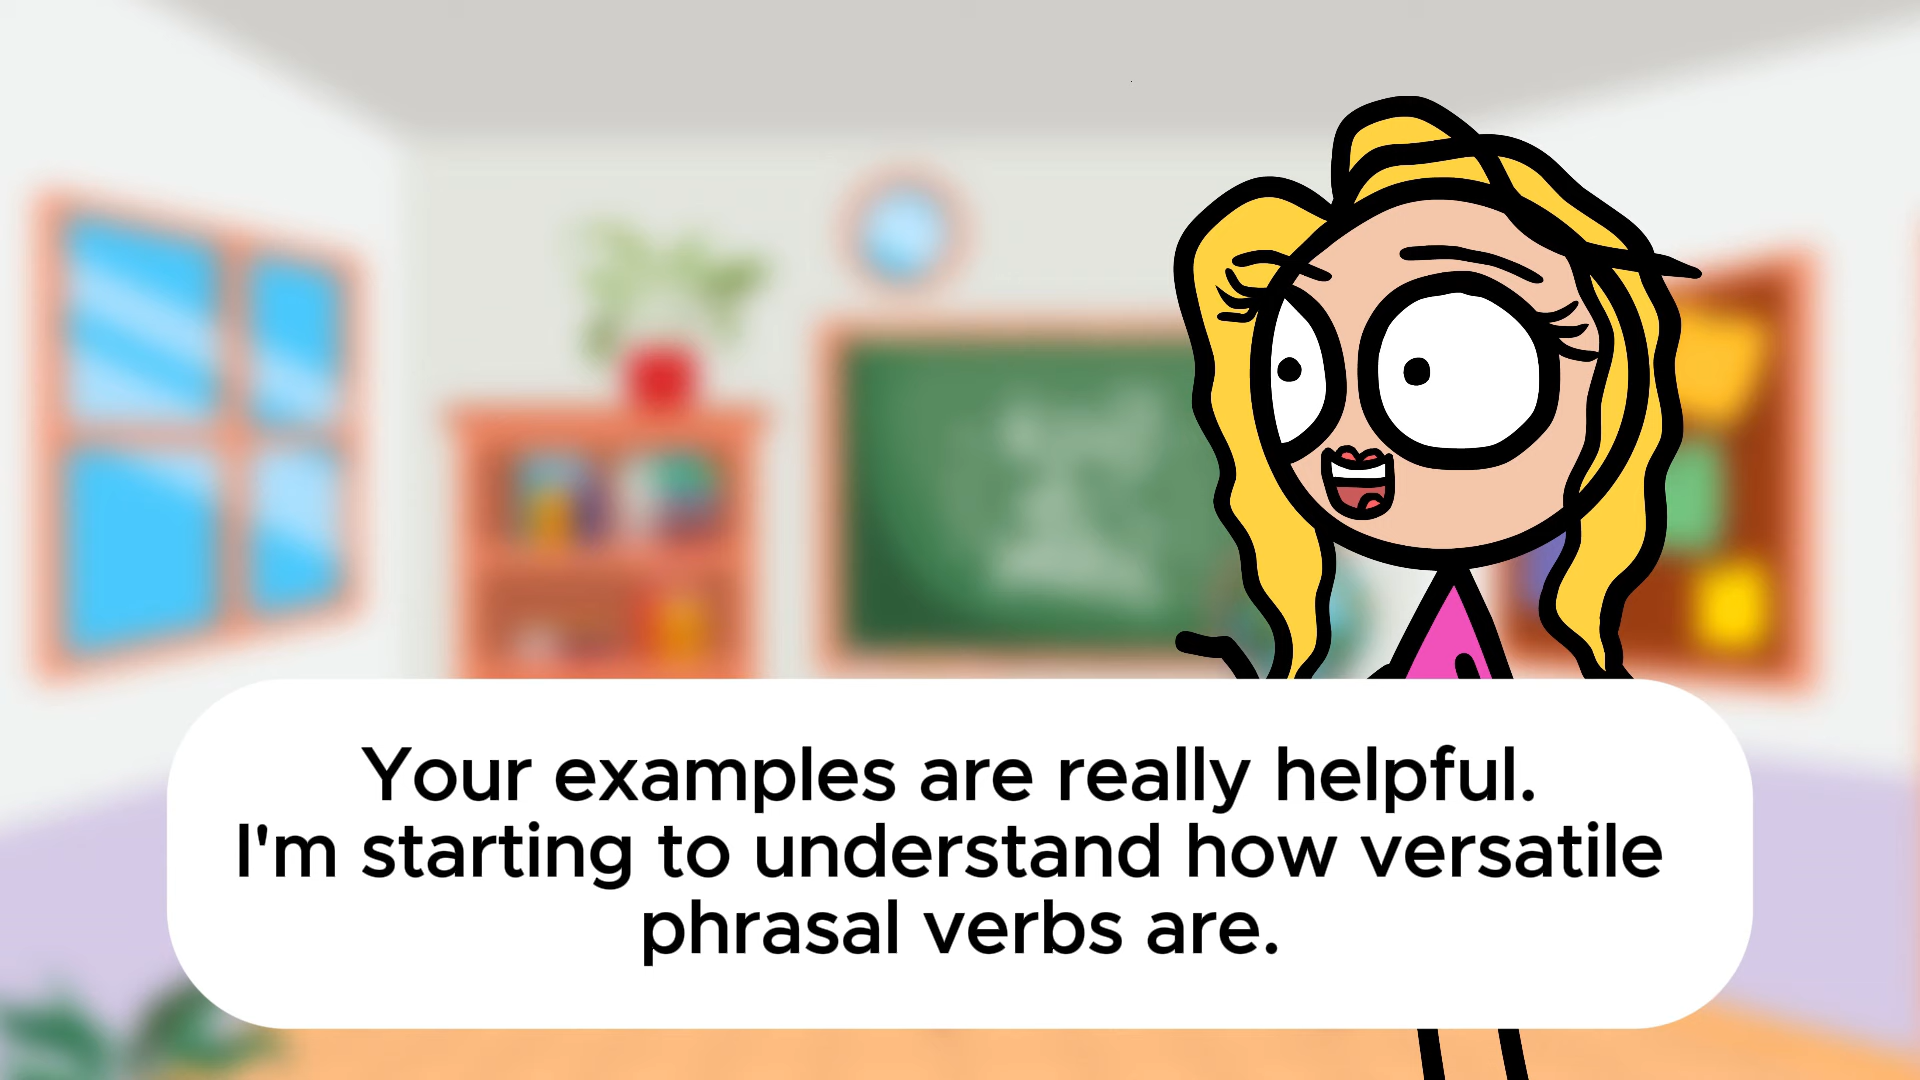 Your examples are really helpful.
I'm starting to understand how versatile
phrasal verbs are.